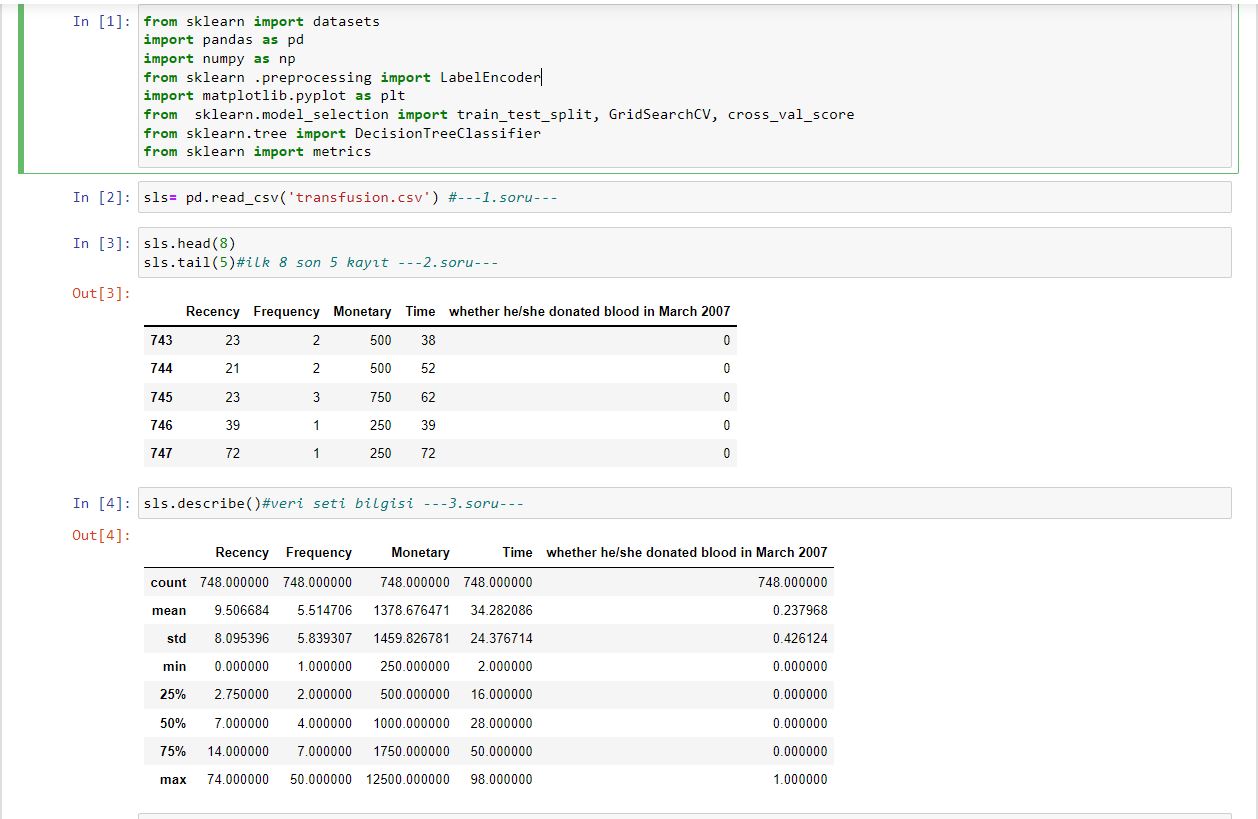 In [1]: from sklearn import datasets
import pandas as pd
import numpy as np
from sklearn .preprocessing import LabelEncoder
import matplotlib.pyplot as plt
from  sklearn.model_selection import train_test_split, GridSearchCV, cross_val_score
from sklearn.tree import DecisionTreeClassifier
from sklearn import metrics
In [2]: sls= pd.read_csv('transfusion.csv') #---1.soru---
In [3]: sls.head(8)
sls.tail(5)#ilk 8 son 5 kayıt ---2.soru---
Out[3]:
Recency Frequency Monetary Time whether he/she donated blood in March 2007
743 23 2 500 38 0
744 21 2 500 52 0
745 23 3 750 62 0
746 39 1 250 39 0
747 72 1 250 72 0
In [4]: sls.describe()#veri seti bilgisi ---3.soru---
Out[4]:
Recency Frequency Monetary Time whether he/she donated blood in March 2007
count 748.000000 748.000000 748.000000 748.000000 748.000000
mean 9.506684 5.514706 1378.676471 34.282086 0.237968
std 8.095396 5.839307 1459.826781 24.376714 0.426124
min 0.000000 1.000000 250.000000 2.000000 0.000000
25% 2.750000 2.000000 500.000000 16.000000 0.000000
50% 7.000000 4.000000 1000.000000 28.000000 0.000000
75% 14.000000 7.000000 1750.000000 50.000000 0.000000
max 74.000000 50.000000 12500.000000 98.000000 1.000000